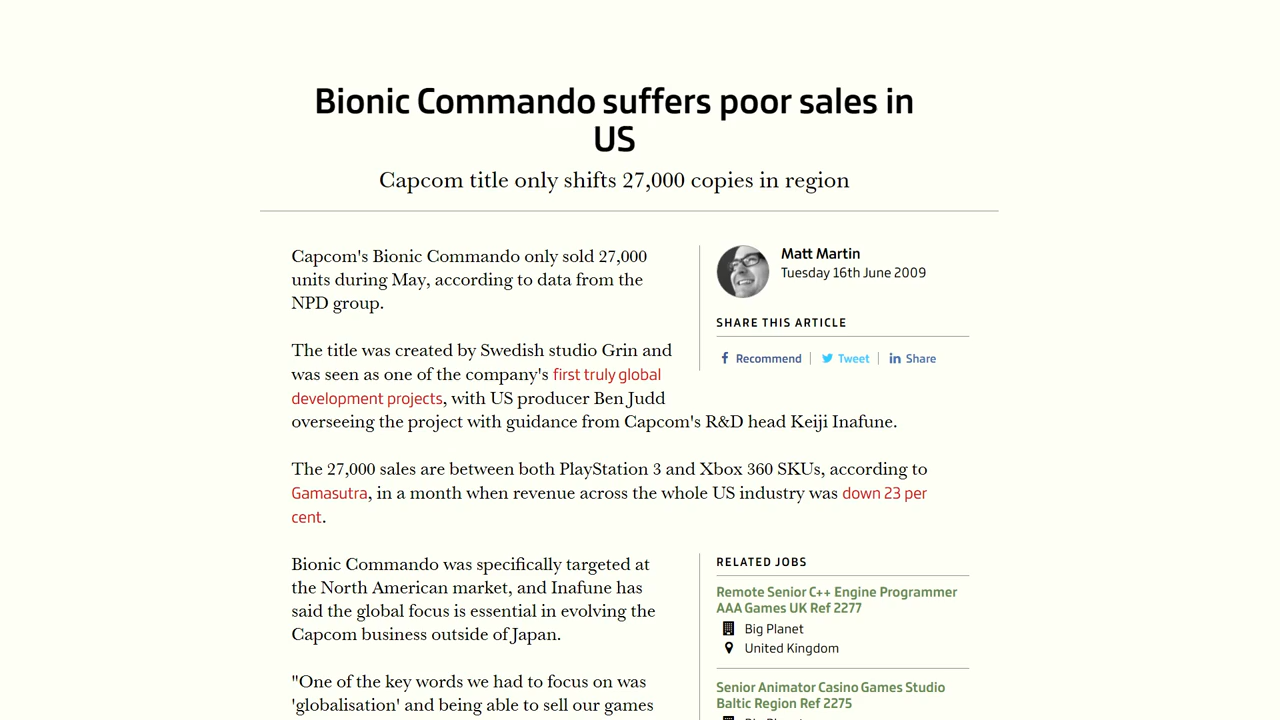 Bionic Commando suffers poor sales in
US
Capcom title only shifts 27,000 copies in region
Capcom's Bionic Commando only sold 27,000
units during May, according to data from the
NPD group.
The title was created by Swedish studio Grin and
was seen as one of the company's first truly global
development projects, with US producer Ben Judd
overseeing the project with guidance from Capcom's R&D head Keiji Inafune.
The 27,000 sales are between both PlayStation 3 and Xbox 360 SKUs, according to
Gamasutra, in a month when revenue across the whole US industry was down 23 per
cent.
Bionic Commando was specifically targeted at
the North American market, and Inafune has
said the global focus is essential in evolving the
Capcom business outside of Japan.
"One of the key words we had to focus on was
'globalisation' and being able to sell our games
Matt Martin
Tuesday 16th June 2009
SHARE THIS ARTICLE
Recommend
Tweet
Share
RELATED JOBS
Remote Senior C++ Engine Programmer
AAA Games UK Ref 2277
Big Planet
United Kingdom
Senior Animator Casino Games Studio
Baltic Region Ref 2275